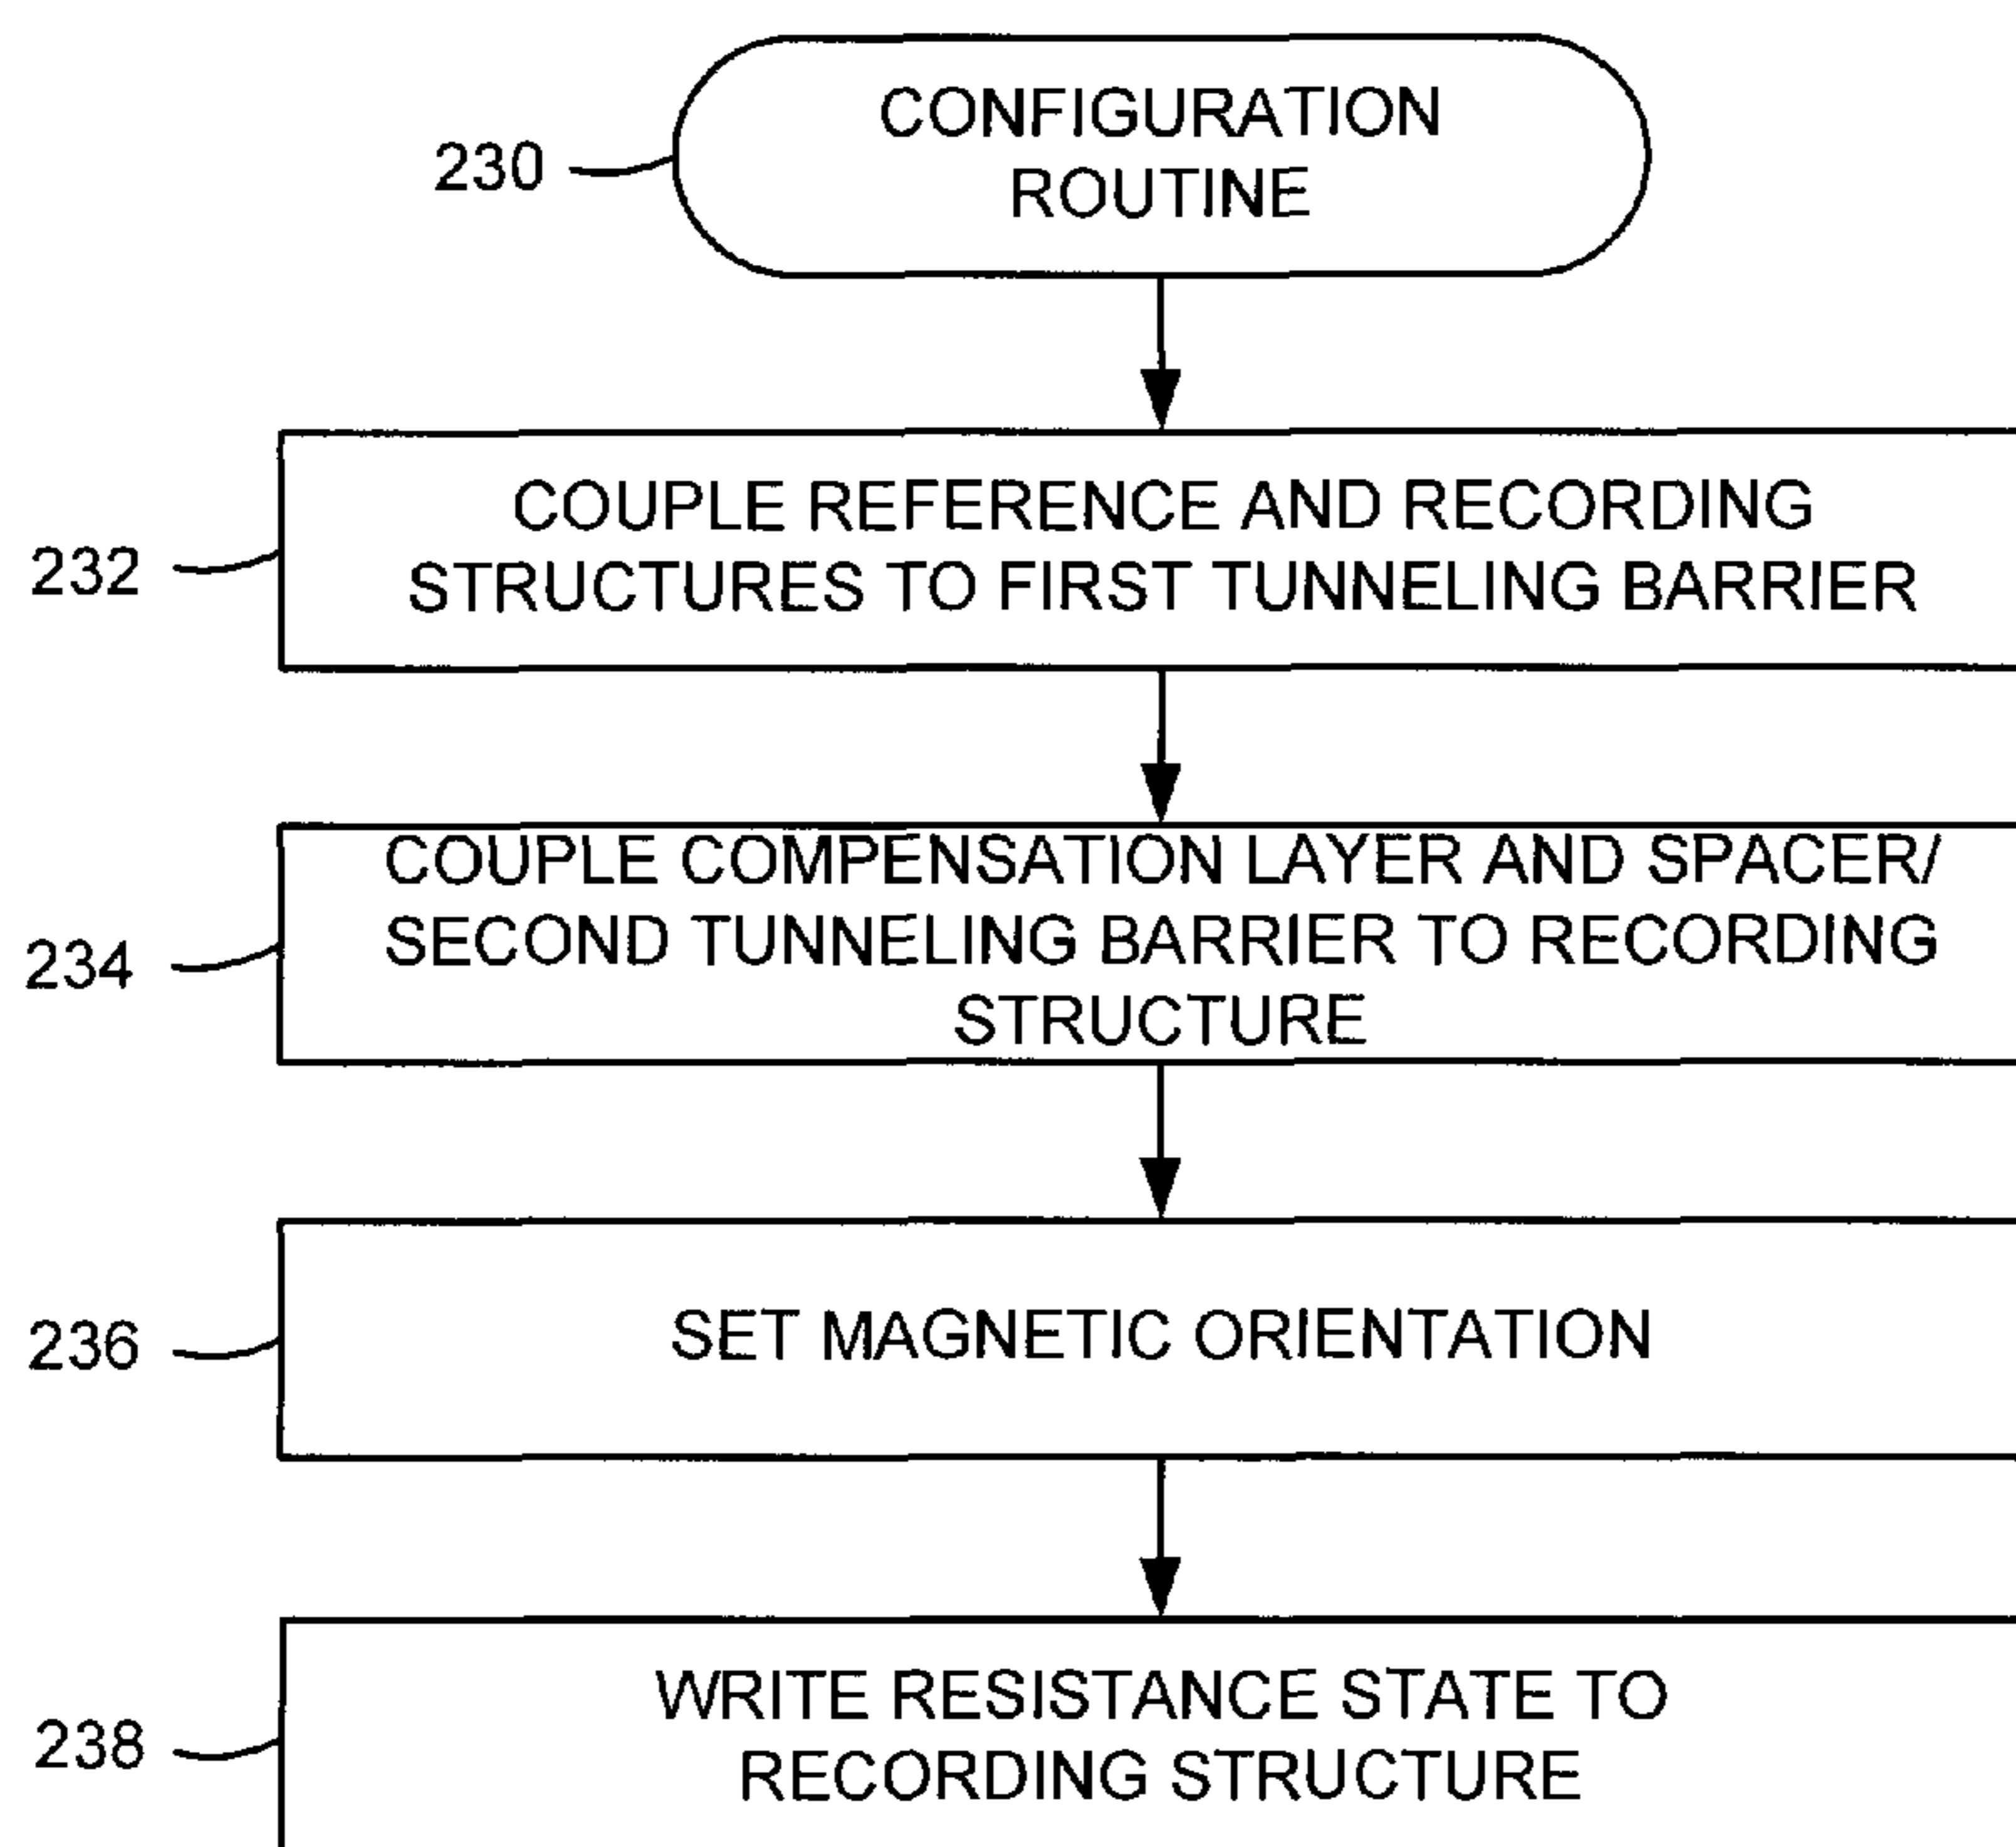 CONFIGURATION
ROUTINE
230
COUPLE REFERENCE AND RECORDING
STRUCTURES TO FIRST TUNNELING BARRIER
232
COUPLE COMPENSATION LAYER AND SPACER/
SECOND TUNNELING BARRIER TO RECORDING
STRUCTURE
234
SET MAGNETIC ORIENTATION
236
WRITE RESISTANCE STATE TO
RECORDING STRUCTURE
238